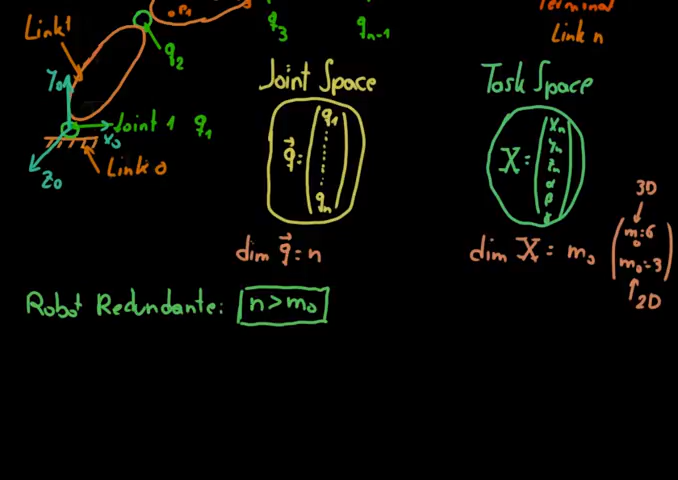 Terminal
Link n
Link 1
q₂
q₃
qₙ₋₁
y₀
Joint 1 q₁
x₀
Link 0
z₀
Joint Space
q⃗ = (q₁ ⋮ qₙ)
dim q⃗ = n
Task Space
X = (xₙ yₙ zₙ α β γ)
dim X = m₀
3D
m₀=6
m₀=3
2D
Robot Redundante: n > m₀